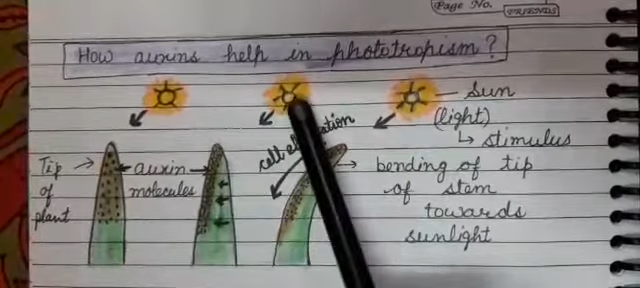 Page No.
FRIENDS
How auxins help in phototropism?
Sun
(light)
↳ stimulus
cell
Tip of plant
auxin molecules
bending of tip
of stem
towards
sunlight